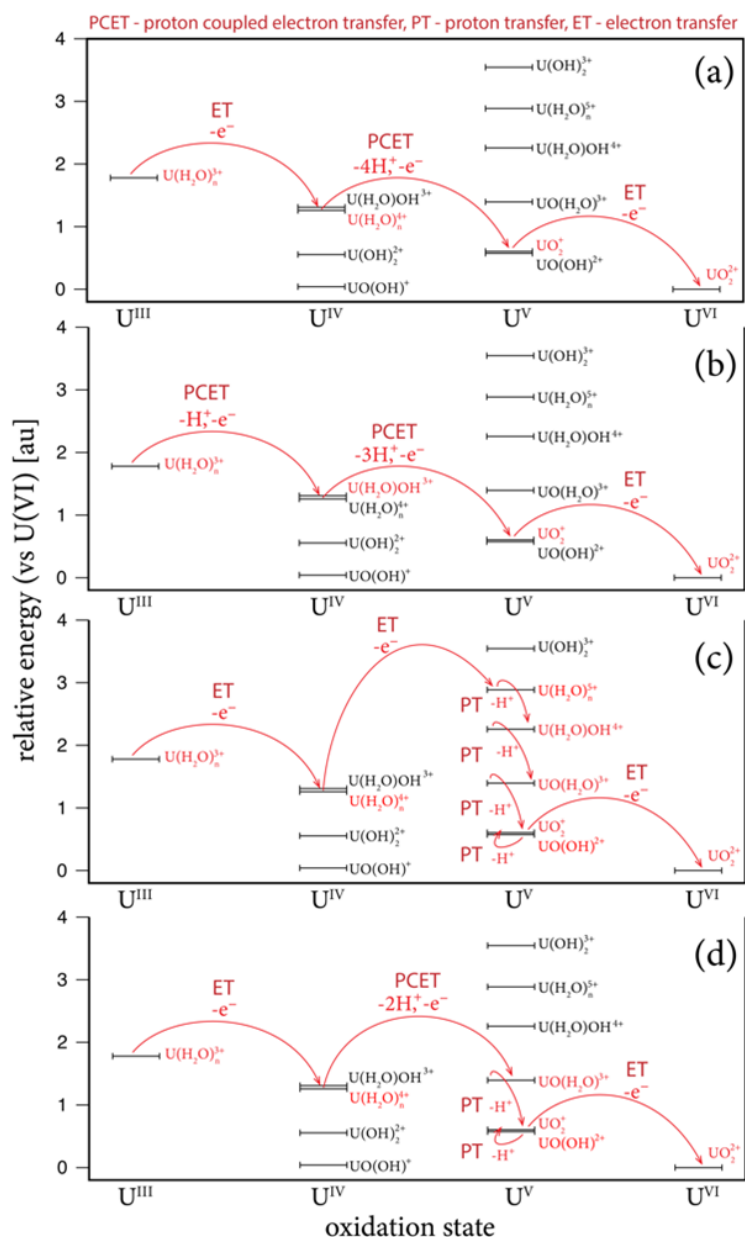 PCET - proton coupled electron transfer, PT - proton transfer, ET - electron transfer
relative energy (vs U(VI) [au]
(a)
4
3
2
1
0
ET
-e⁻
PCET
-4H,⁺-e⁻
ET
-e⁻
U(H₂O)ₙ³⁺
U(H₂O)OH³⁺
U(H₂O)ₙ⁴⁺
U(OH)₂²⁺
UO(OH)⁺
U(OH)₂³⁺
U(H₂O)ₙ⁵⁺
U(H₂O)OH⁴⁺
UO(H₂O)³⁺
UO₂⁺
UO(OH)²⁺
UO₂²⁺
Uᴵᴵᴵ
Uᴵⱽ
Uⱽ
Uⱽᴵ
(b)
4
3
2
1
0
PCET
-H,⁺-e⁻
PCET
-3H,⁺-e⁻
ET
-e⁻
U(H₂O)ₙ³⁺
U(H₂O)OH³⁺
U(H₂O)ₙ⁴⁺
U(OH)₂²⁺
UO(OH)⁺
U(OH)₂³⁺
U(H₂O)ₙ⁵⁺
U(H₂O)OH⁴⁺
UO(H₂O)³⁺
UO₂⁺
UO(OH)²⁺
UO₂²⁺
Uᴵᴵᴵ
Uᴵⱽ
Uⱽ
Uⱽᴵ
(c)
4
3
2
1
0
ET
-e⁻
ET
-e⁻
PT -H⁺
PT -H⁺
PT -H⁺
PT -H⁺
ET
-e⁻
U(H₂O)ₙ³⁺
U(H₂O)OH³⁺
U(H₂O)ₙ⁴⁺
U(OH)₂²⁺
UO(OH)⁺
U(OH)₂³⁺
U(H₂O)ₙ⁵⁺
U(H₂O)OH⁴⁺
UO(H₂O)³⁺
UO₂⁺
UO(OH)²⁺
UO₂²⁺
Uᴵᴵᴵ
Uᴵⱽ
Uⱽ
Uⱽᴵ
(d)
4
3
2
1
0
ET
-e⁻
PCET
-2H,⁺-e⁻
PT -H⁺
PT -H⁺
ET
-e⁻
U(H₂O)ₙ³⁺
U(H₂O)OH³⁺
U(H₂O)ₙ⁴⁺
U(OH)₂²⁺
UO(OH)⁺
U(OH)₂³⁺
U(H₂O)ₙ⁵⁺
U(H₂O)OH⁴⁺
UO(H₂O)³⁺
UO₂⁺
UO(OH)²⁺
UO₂²⁺
Uᴵᴵᴵ
Uᴵⱽ
Uⱽ
Uⱽᴵ
oxidation state